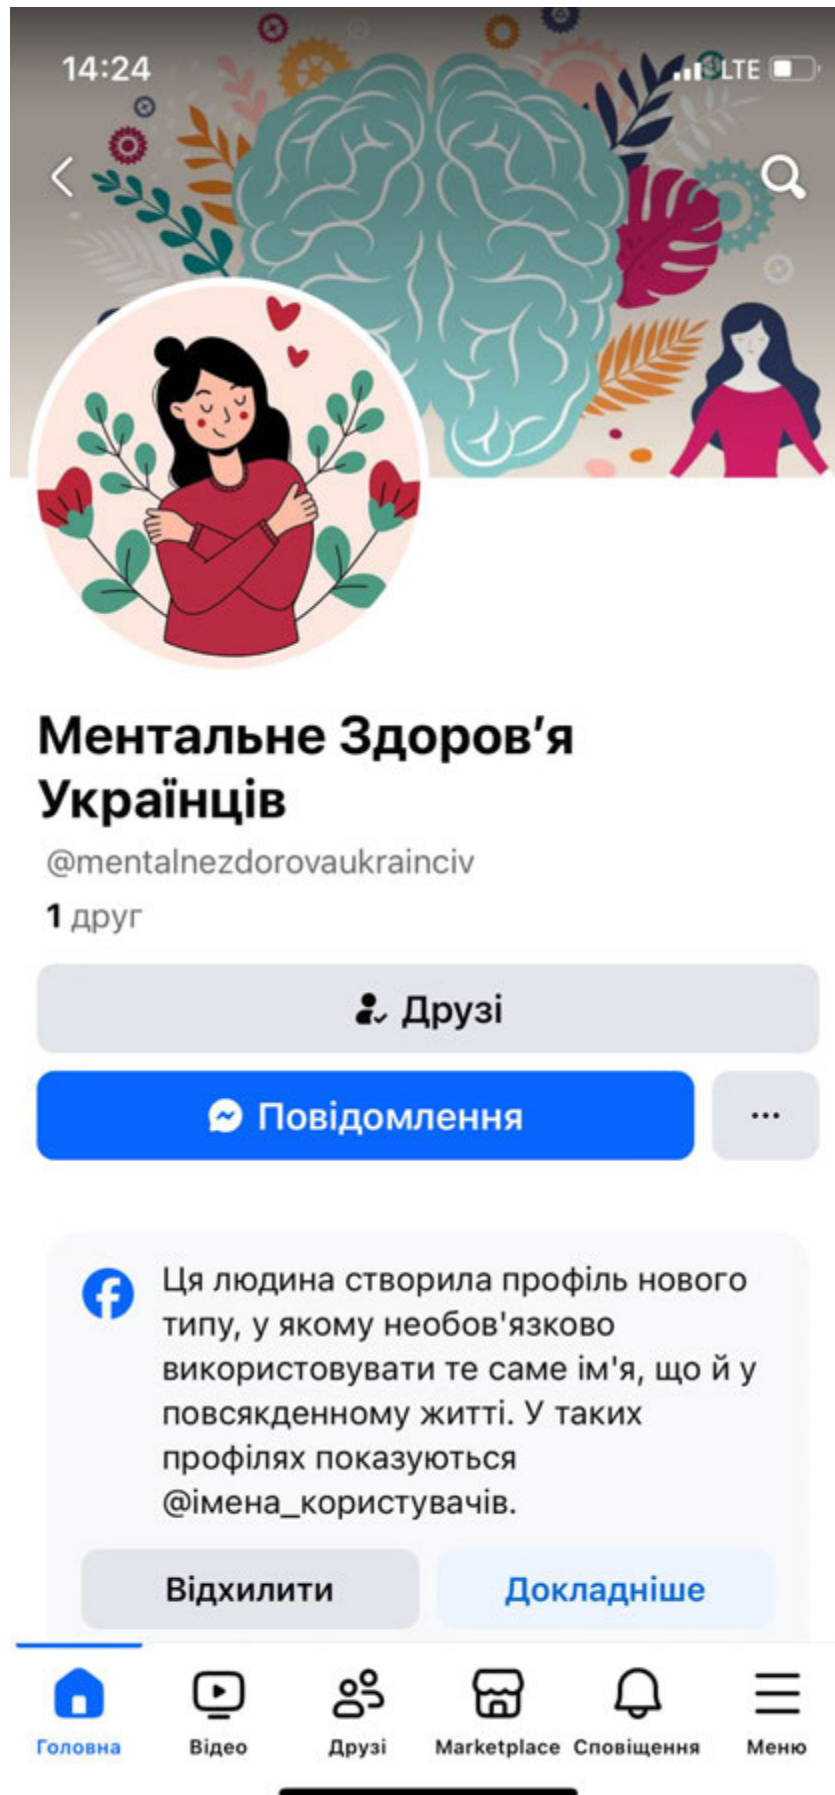 14:24
LTE
Ментальне Здоров’я
Українців
@mentalnezdorovaukrainciv
1 друг
Друзі
Повідомлення
Ця людина створила профіль нового
типу, у якому необов'язково
використовувати те саме ім'я, що й у
повсякденному житті. У таких
профілях показуються
@імена_користувачів.
Відхилити Докладніше
Головна Відео Друзі Marketplace Сповіщення Меню